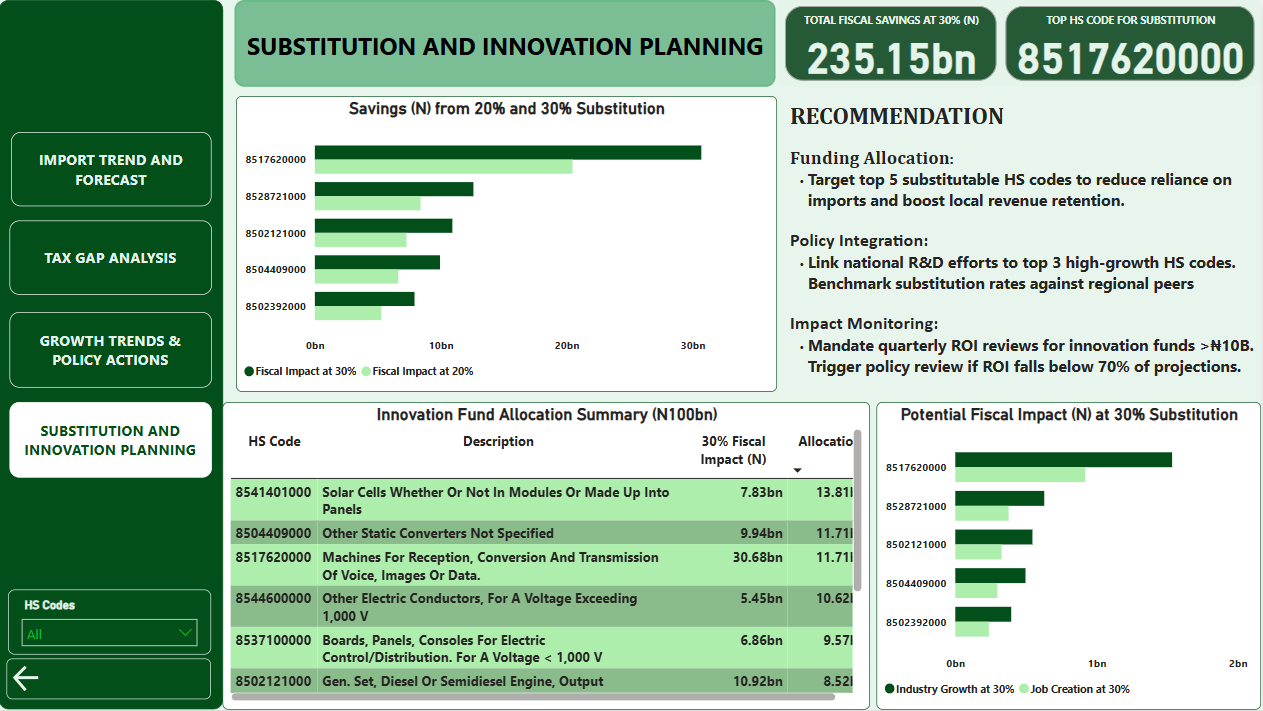 SUBSTITUTION AND INNOVATION PLANNING
TOTAL FISCAL SAVINGS AT 30% (N)
235.15bn
TOP HS CODE FOR SUBSTITUTION
8517620000
IMPORT TREND AND
FORECAST
TAX GAP ANALYSIS
GROWTH TRENDS &
POLICY ACTIONS
SUBSTITUTION AND
INNOVATION PLANNING
HS Codes
All
Savings (N) from 20% and 30% Substitution
8517620000
8528721000
8502121000
8504409000
8502392000
0bn 10bn 20bn 30bn
Fiscal Impact at 30% Fiscal Impact at 20%
RECOMMENDATION
Funding Allocation:
• Target top 5 substitutable HS codes to reduce reliance on
imports and boost local revenue retention.
Policy Integration:
• Link national R&D efforts to top 3 high-growth HS codes.
Benchmark substitution rates against regional peers
Impact Monitoring:
• Mandate quarterly ROI reviews for innovation funds >₦10B.
Trigger policy review if ROI falls below 70% of projections.
Innovation Fund Allocation Summary (N100bn)
HS Code Description 30% Fiscal Allocatio
Impact (N)
8541401000 Solar Cells Whether Or Not In Modules Or Made Up Into 7.83bn 13.81
Panels
8504409000 Other Static Converters Not Specified 9.94bn 11.71
8517620000 Machines For Reception, Conversion And Transmission 30.68bn 11.71
Of Voice, Images Or Data.
8544600000 Other Electric Conductors, For A Voltage Exceeding 5.45bn 10.62
1,000 V
8537100000 Boards, Panels, Consoles For Electric 6.86bn 9.57
Control/Distribution. For A Voltage < 1,000 V
8502121000 Gen. Set, Diesel Or Semidiesel Engine, Output 10.92bn 8.52
Potential Fiscal Impact (N) at 30% Substitution
8517620000
8528721000
8502121000
8504409000
8502392000
0bn 1bn 2bn
Industry Growth at 30% Job Creation at 30%